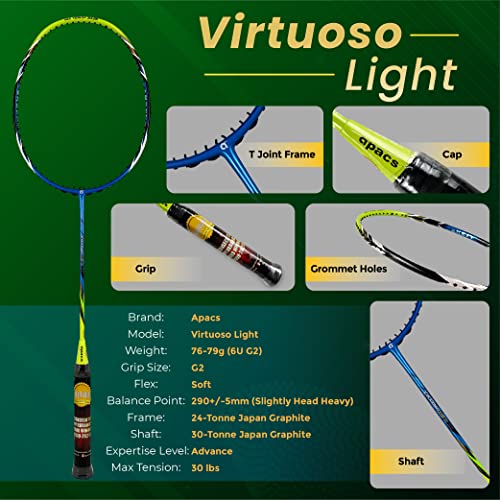 Virtuoso
Light
T Joint Frame
apacs
Cap
Grip
Grommet Holes
Brand: Apacs
Model: Virtuoso Light
Weight: 76-79g (6U G2)
Grip Size: G2
Flex: Soft
Balance Point: 290+/-5mm (Slightly Head Heavy)
Frame: 24-Tonne Japan Graphite
Shaft: 30-Tonne Japan Graphite
Expertise Level: Advance
Max Tension: 30 lbs
Shaft